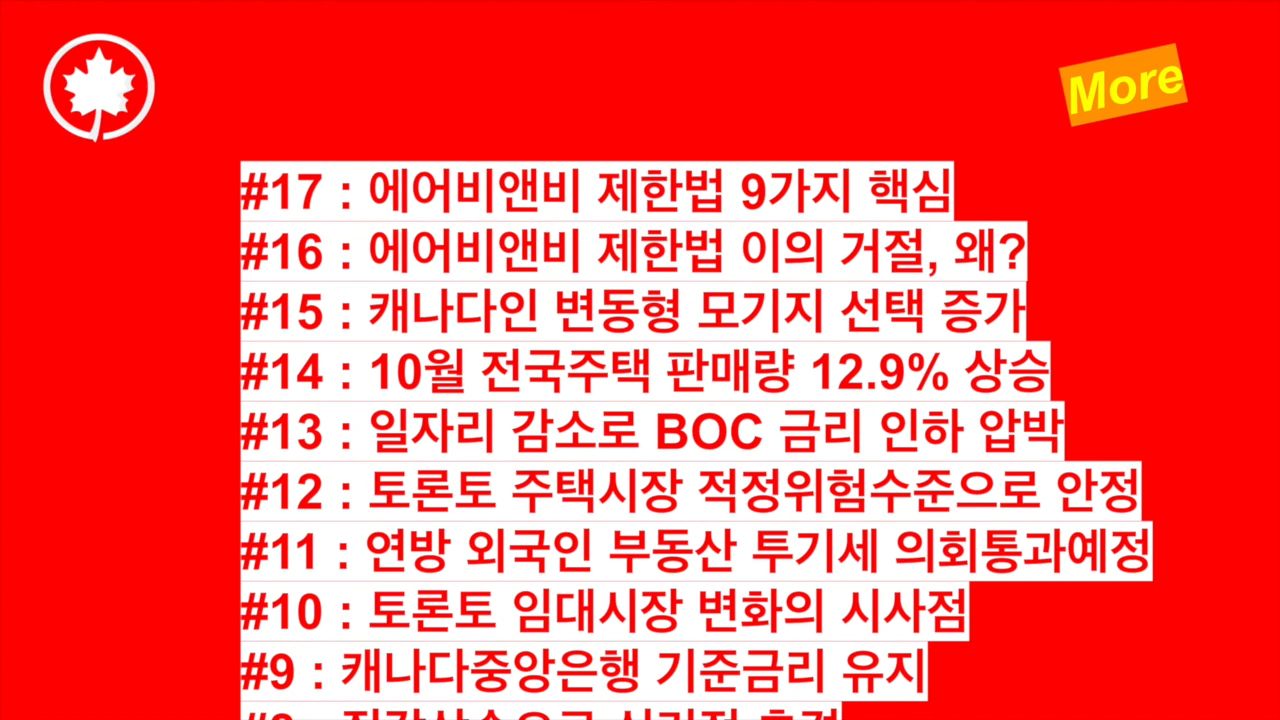 More
#17 : 에어비앤비 제한법 9가지 핵심
#16 : 에어비앤비 제한법 이의 거절, 왜?
#15 : 캐나다인 변동형 모기지 선택 증가
#14 : 10월 전국주택 판매량 12.9% 상승
#13 : 일자리 감소로 BOC 금리 인하 압박
#12 : 토론토 주택시장 적정위험수준으로 안정
#11 : 연방 외국인 부동산 투기세 의회통과예정
#10 : 토론토 임대시장 변화의 시사점
#9 : 캐나다중앙은행 기준금리 유지